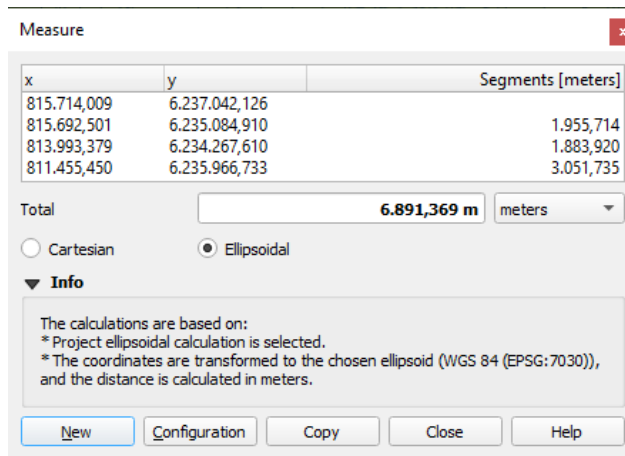 Measure
x y Segments [meters]
815.714,009 6.237.042,126
815.692,501 6.235.084,910 1.955,714
813.993,379 6.234.267,610 1.883,920
811.455,450 6.235.966,733 3.051,735
Total 6.891,369 m meters
Cartesian Ellipsoidal
Info
The calculations are based on:
* Project ellipsoidal calculation is selected.
* The coordinates are transformed to the chosen ellipsoid (WGS 84 (EPSG:7030)),
and the distance is calculated in meters.
New Configuration Copy Close Help